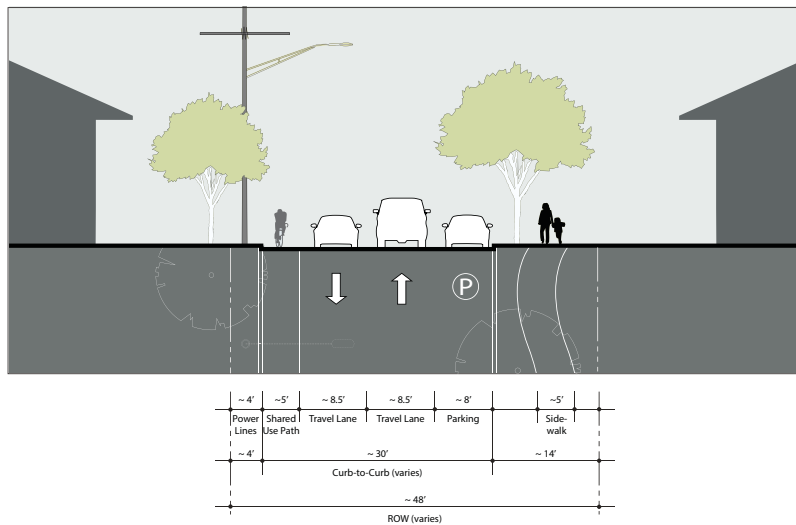 P
~ 4’ ~5’ ~ 8.5’ ~ 8.5’ ~ 8’ ~5’
Power Shared Travel Lane Travel Lane Parking Side-
Lines Use Path walk
~ 4’ ~ 30’ ~ 14’
Curb-to-Curb (varies)
~ 48’
ROW (varies)